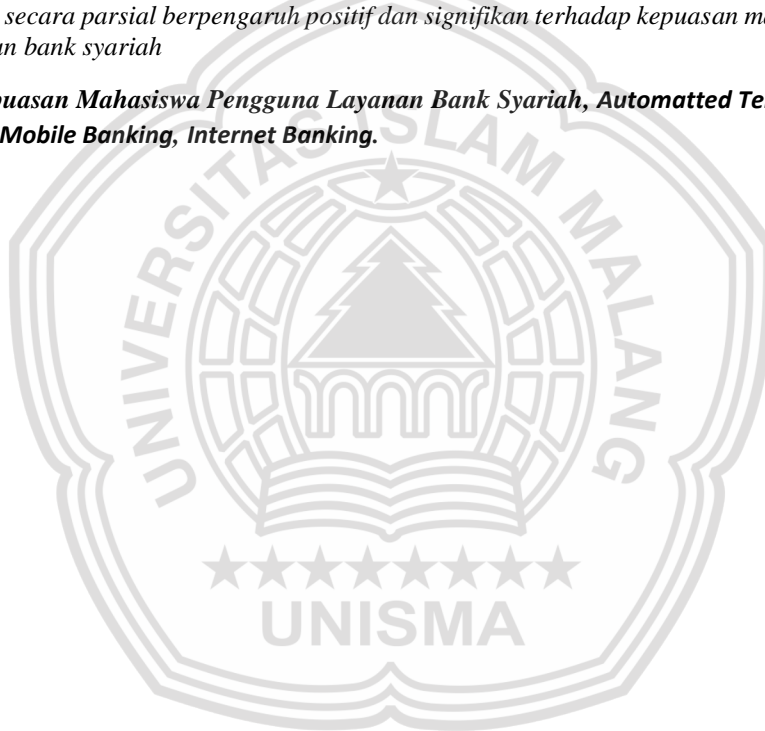 secara parsial berpengaruh positif dan signifikan terhadap kepuasan
an bank syariah
puasan Mahasiswa Pengguna Layanan Bank Syariah, Automatted
Mobile Banking, Internet Banking.
UNIVERSITAS ISLAM MALANG
UNISMA